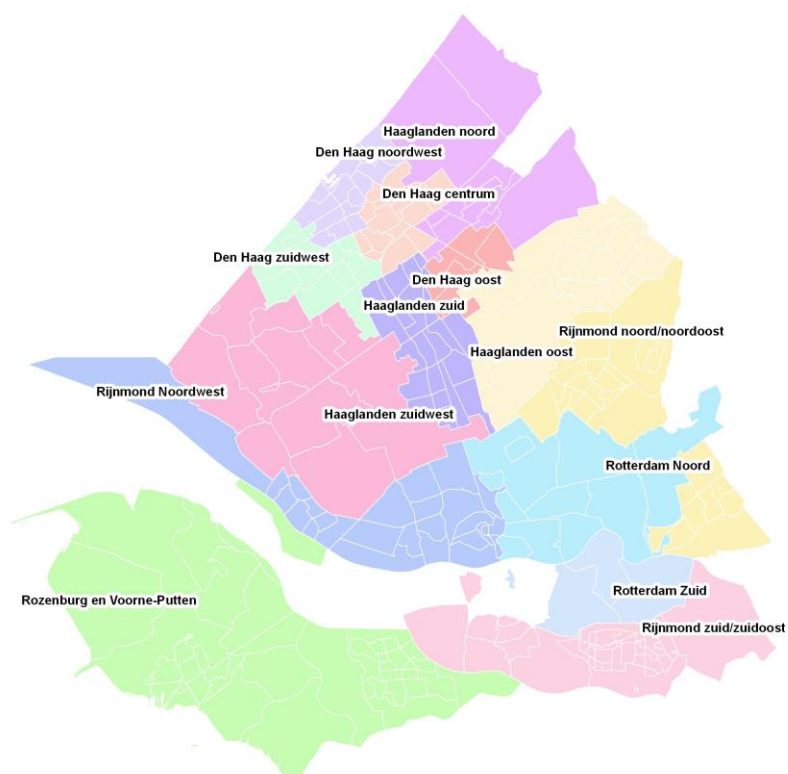 Haaglanden noord
Den Haag noordwest
Den Haag centrum
Den Haag zuidwest
Den Haag oost
Haaglanden zuid
Rijnmond noord/noordoost
Haaglanden oost
Rijnmond Noordwest
Haaglanden zuidwest
Rotterdam Noord
Rotterdam Zuid
Rozenburg en Voorne-Putten
Rijnmond zuid/zuidoost